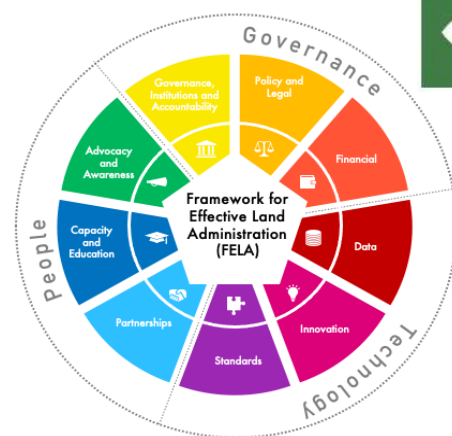 Governance
Governance,
Institutions and
Accountability
Policy and
Legal
Financial
Advocacy
and
Awareness
Framework for
Effective Land
Administration
(FELA)
Data
Capacity
and
Education
People
Partnerships
Innovation
Standards
Technology